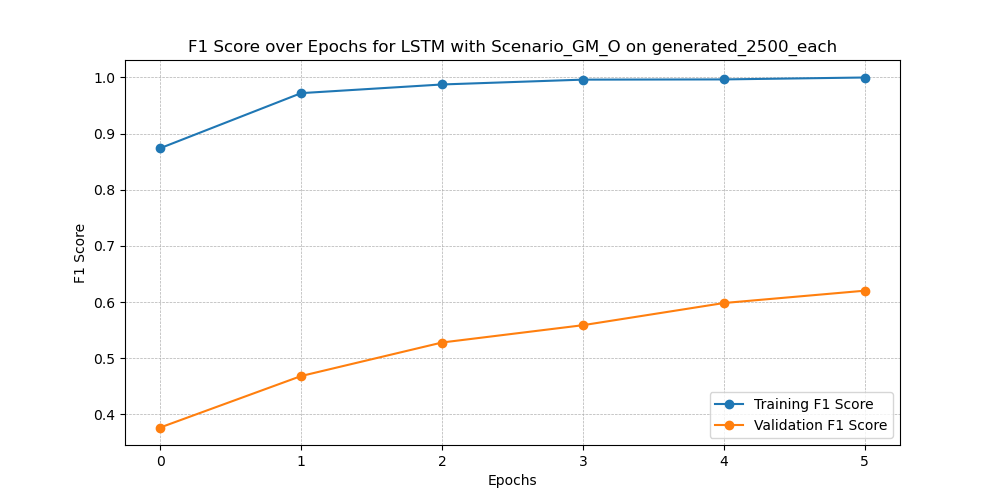 F1 Score over Epochs for LSTM with Scenario_GM_O on generated_2500_each
1.0
0.9
0.8
0.7
0.6
0.5
0.4
F1 Score
0
1
2
3
4
5
Epochs
Training F1 Score
Validation F1 Score